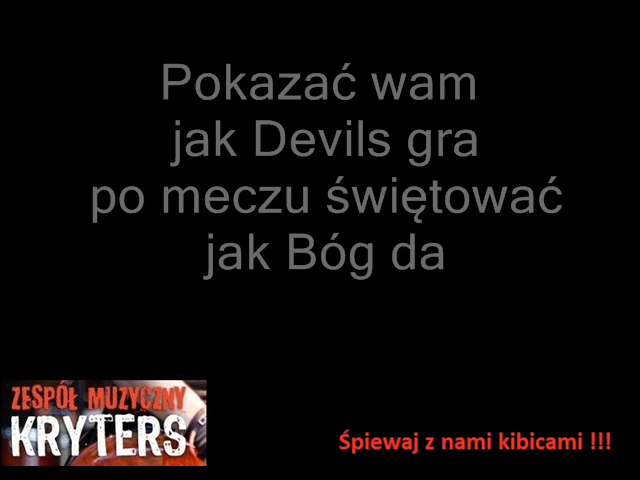 Pokazać wam
jak Devils gra
po meczu świętować
jak Bóg da
ZESPÓŁ MUZYCZNY
KRYTERS
Śpiewaj z nami kibicami !!!